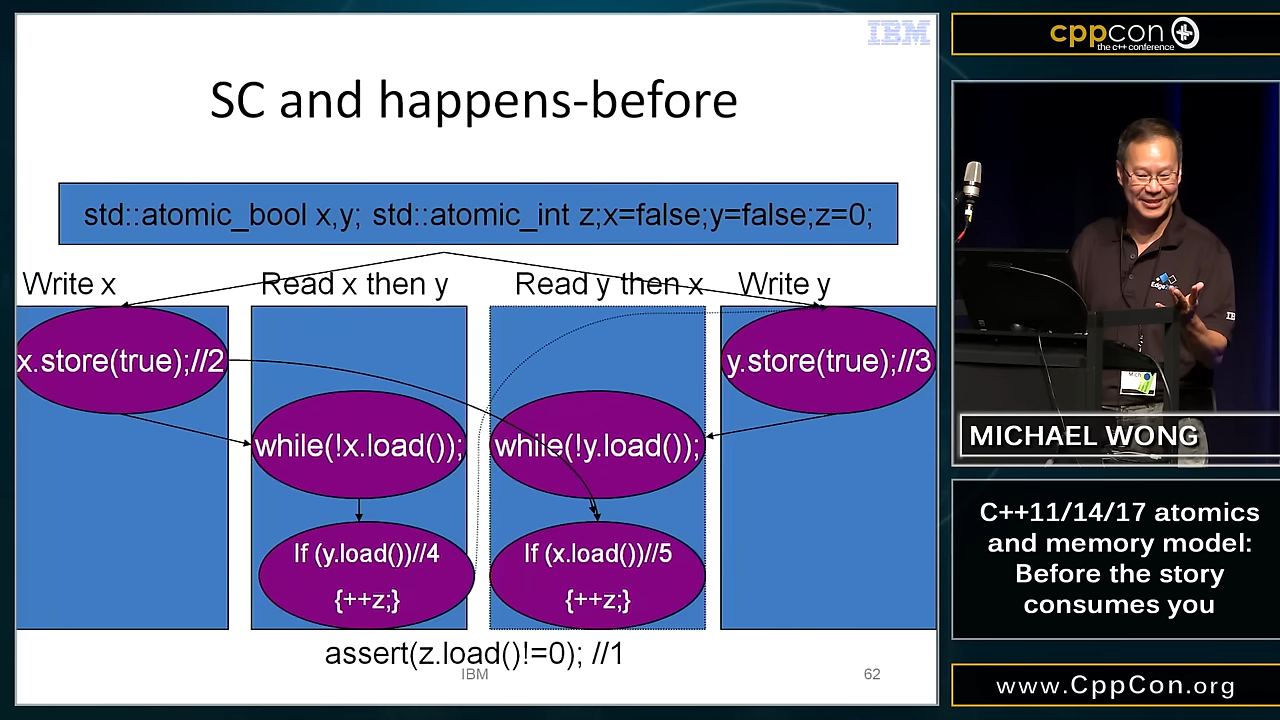 IBM
SC and happens-before
std::atomic_bool x,y; std::atomic_int z;x=false;y=false;z=0;
Write x
Read x then y
Read y then x
Write y
x.store(true);//2
y.store(true);//3
while(!x.load());
while(!y.load());
If (y.load())//4
{++z;}
If (x.load())//5
{++z;}
assert(z.load()!=0); //1
IBM
62
cppcon
the c++ conference
IB
MICHAEL WONG
C++11/14/17 atomics
and memory model:
Before the story
consumes you
www.CppCon.org